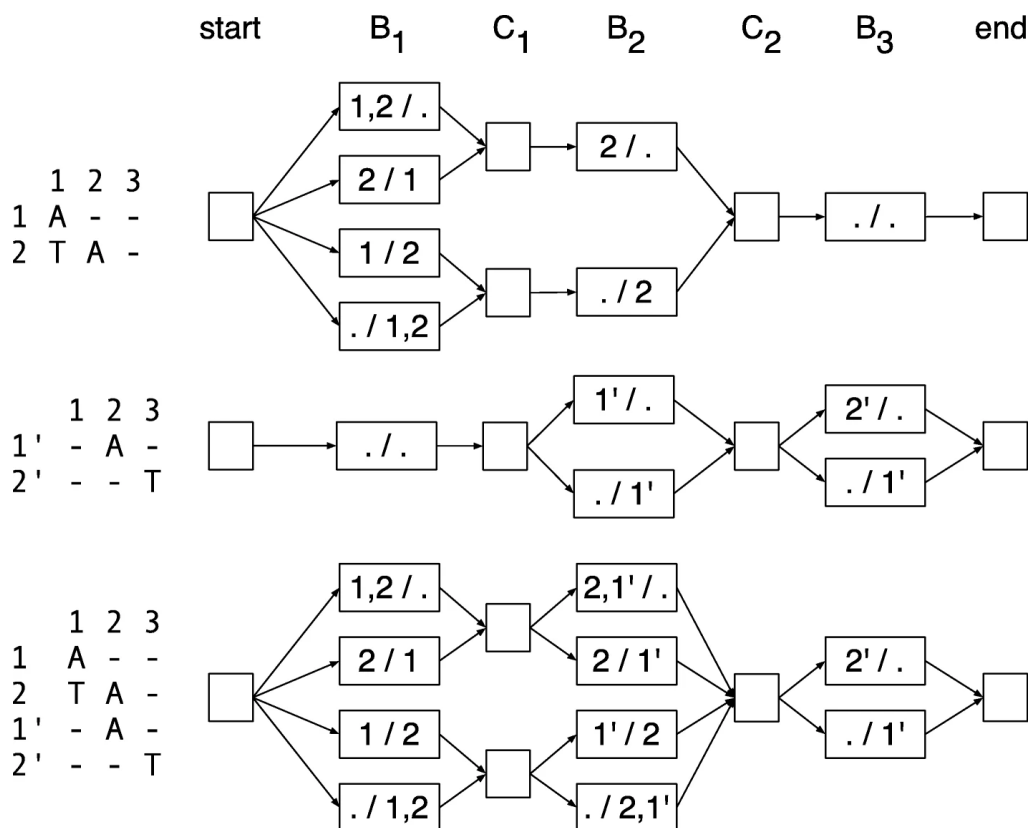 start B₁ C₁ B₂ C₂ B₃ end
1,2 / .
2 / .
2 / 1
1 2 3
1 A - -
. / .
2 T A -
1 / 2
. / 2
. / 1,2
1 2 3
1' / .
2' / .
1' - A -
. / .
2' - - T
. / 1'
. / 1'
1,2 / .
2,1' / .
1 2 3
1 A - -
2 / 1
2 / 1'
2' / .
2 T A -
1' - A -
1 / 2
1' / 2
. / 1'
2' - - T
. / 1,2
. / 2,1'